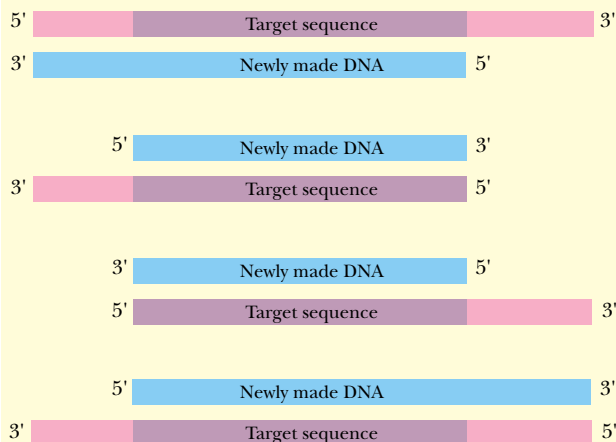 5' Target sequence 3'
3' Newly made DNA 5'
5' Newly made DNA 3'
3' Target sequence 5'
3' Newly made DNA 5'
5' Target sequence 3'
5' Newly made DNA 3'
3' Target sequence 5'